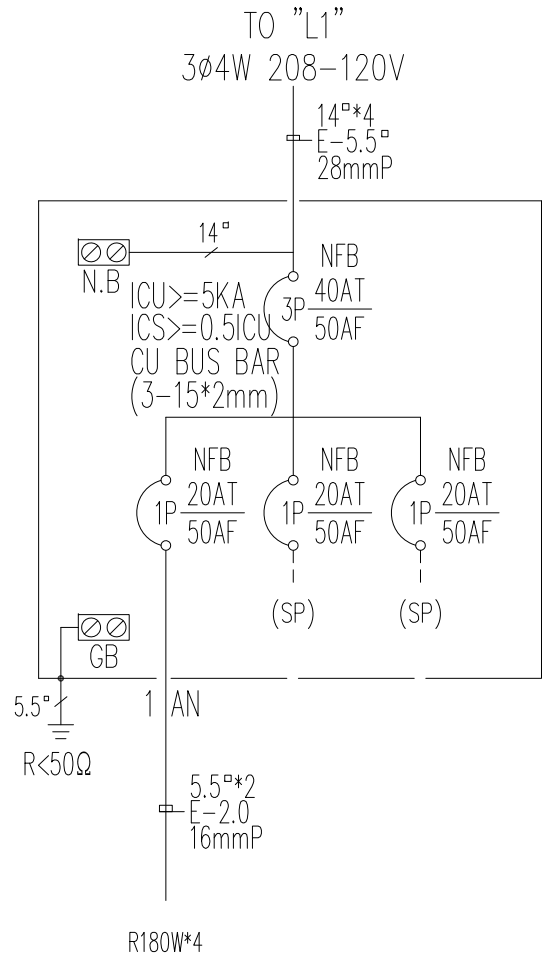 TO "L1"
3ø4W 208-120V
14□*4
E-5.5□
28mmP
14□
N.B
NFB
3P 40AT
50AF
ICU>=5KA
ICS>=0.5ICU
CU BUS BAR
(3-15*2mm)
NFB
1P 20AT
50AF
NFB
1P 20AT
50AF
NFB
1P 20AT
50AF
(SP)
(SP)
GB
5.5□
R<50Ω
1 AN
5.5□*2
E-2.0
16mmP
R180W*4